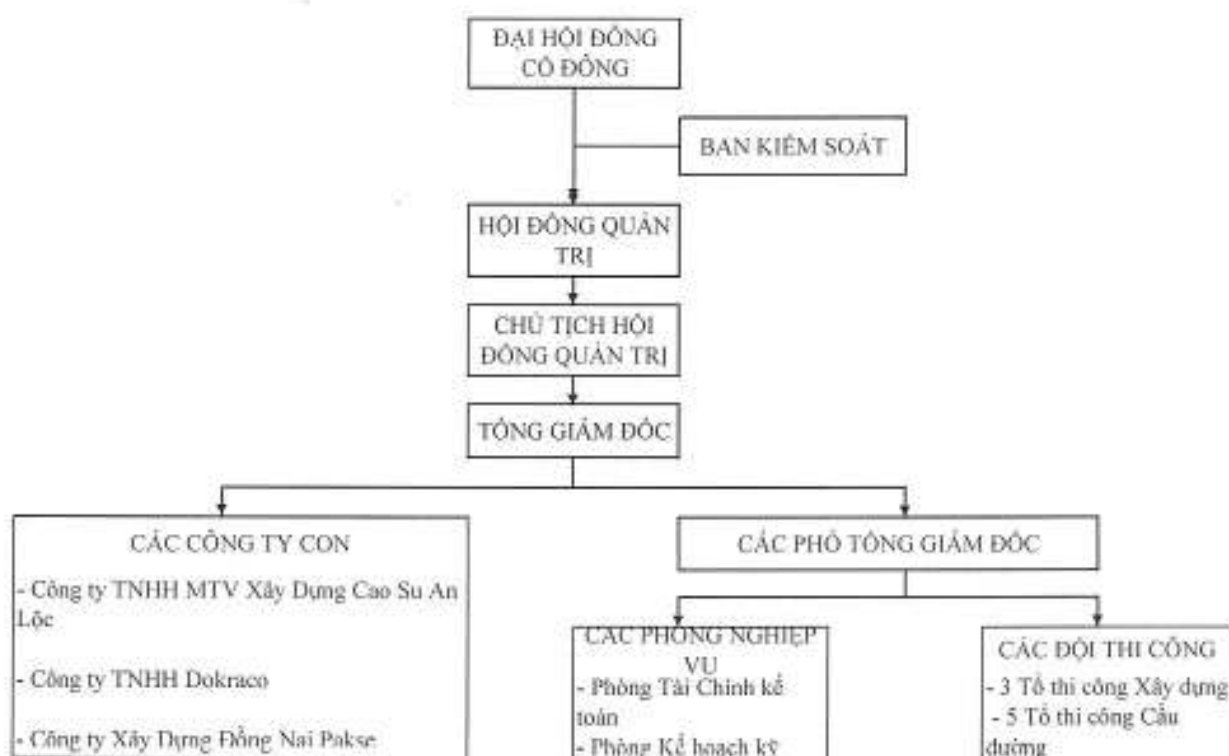 ĐẠI HỘI ĐỒNG
CỔ ĐÔNG
BAN KIỂM SOÁT
HỘI ĐỒNG QUẢN
TRỊ
CHỦ TỊCH HỘI
ĐỒNG QUẢN TRỊ
TỔNG GIÁM ĐỐC
CÁC CÔNG TY CON
- Công ty TNHH MTV Xây Dựng Cao Su An
Lộc
- Công ty TNHH Dokraco
- Công ty Xây Dựng Đồng Nai Pakse
CÁC PHÓ TỔNG GIÁM ĐỐC
CÁC PHÒNG NGHIỆP
VỤ
- Phòng Tài Chính kế
toán
- Phòng Kế hoạch kỹ
CÁC ĐỘI THI CÔNG
- 3 Tổ thi công Xây dựng
- 5 Tổ thi công Cầu
đường